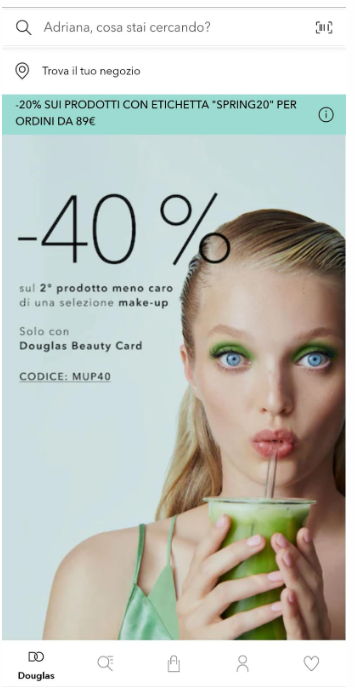 Adriana, cosa stai cercando?
Trova il tuo negozio
-20% SUI PRODOTTI CON ETICHETTA "SPRING20" PER
ORDINI DA 89€
-40 %
sul 2° prodotto meno caro
di una selezione make-up
Solo con
Douglas Beauty Card
CODICE: MUP40
Douglas